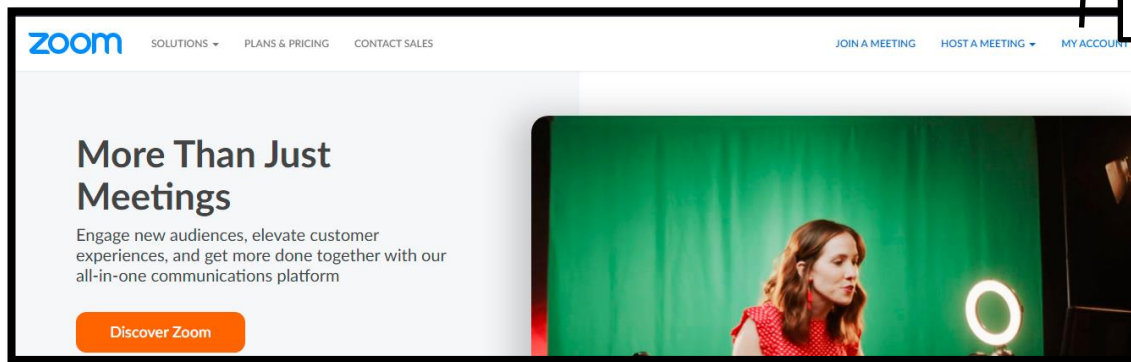 zoom SOLUTIONS PLANS & PRICING CONTACT SALES JOIN A MEETING HOST A MEETING MY ACCOUNT
More Than Just
Meetings
Engage new audiences, elevate customer
experiences, and get more done together with our
all-in-one communications platform
Discover Zoom